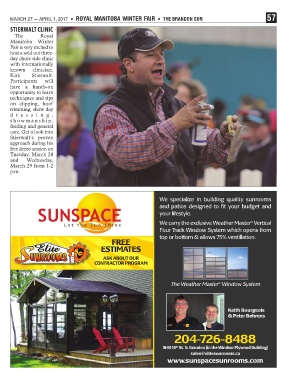 MARCH 27 — APRIL 1, 2017 • ROYAL MANITOBA WINTER FAIR • THE BRANDON SUN 57
STIERWALT CLINIC
The Royal
Manitoba Winter
Fair is very excited to
host a sold out three-
day clinic side clinic
with internationally
known clinician,
Kirk Stierwalt.
Participants will
have a hands-on
opportunity to learn
techniques and tips
on clipping, hoof
trimming, show day
dressing,
showmanship,
feeding and general
care. Get a look into
Stierwalt's proven
approach during his
free demo session on
Tuesday, March 28
and Wednesday,
March 29 from 1-2
p.m.
SUNSPACE
Let the Sun Shine
Elite
SUNROOMS
FREE
ESTIMATES
ASK ABOUT OUR
CONTRACTOR PROGRAM
We specialize in building quality sunrooms
and patios designed to fit your budget and
your lifestyle.
We carry the exclusive Weather Master® Vertical
Four Track Window System which opens from
top or bottom & allows 75% ventilation.
The Weather Master® Window System
Keith Bourgeois
& Peter Behrens
204-726-8488
www.sunspacesunrooms.com